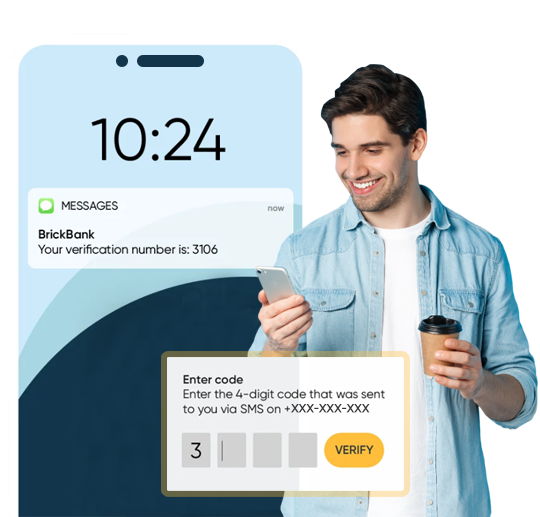 10:24
MESSAGES
now
BrickBank
Your verification number is: 3106
Enter code
Enter the 4-digit code that was sent
to you via SMS on +XXX-XXX-XXX
3
VERIFY